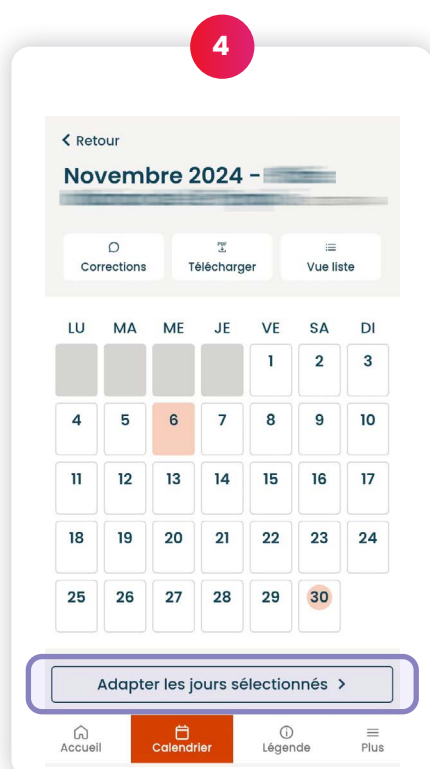 4
Retour
Novembre 2024 -
Corrections Télécharger Vue liste
LU MA ME JE VE SA DI
1 2 3
4 5 6 7 8 9 10
11 12 13 14 15 16 17
18 19 20 21 22 23 24
25 26 27 28 29 30
Adapter les jours sélectionnés >
Accueil Calendrier Légende Plus